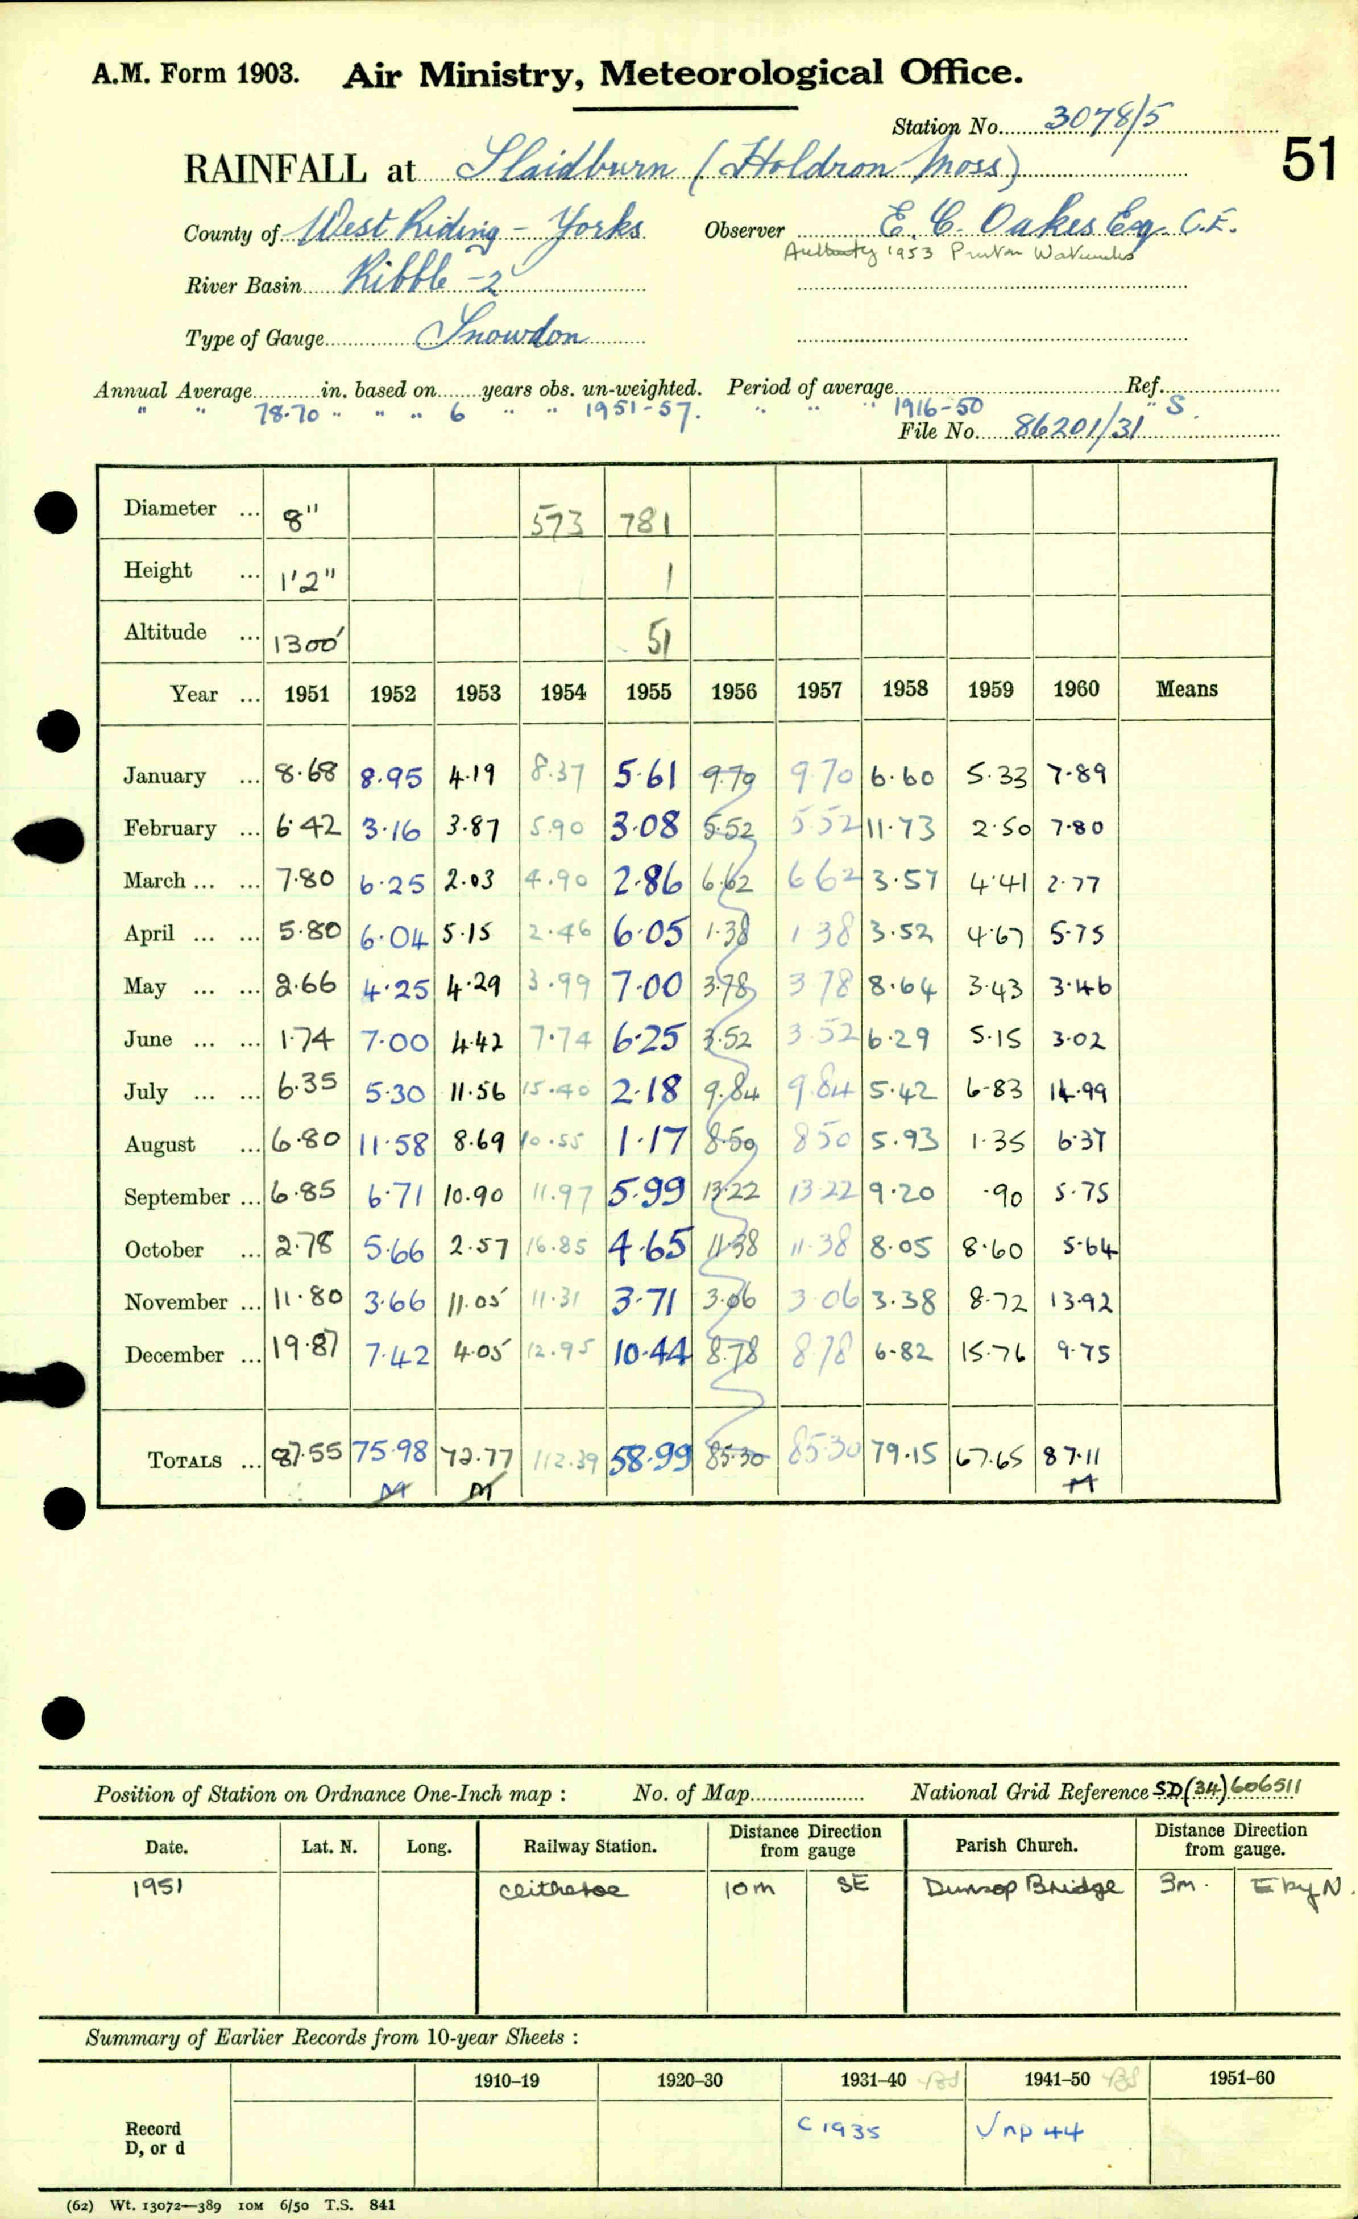 A.M. Form 1903. Air Ministry, Meteorological Office.
Station No. 3078/5
51
RAINFALL at Slaidburn (Holdron Moss)
County of West Riding - Yorks Observer E. C. Oakes Esq. C.E.
Authority 1953 Preston Waterworks
River Basin Ribble - 2
Type of Gauge Snowdon
Annual Average in. based on years obs. un-weighted. Period of average Ref.
" " 78.70 " " " 6 " " 1951-57. " " " 1916-50 " S.
File No. 86201/31
Diameter ... 8" 573 781
Height ... 1'2" 1
Altitude ... 1300' 51
Year ... 1951 1952 1953 1954 1955 1956 1957 1958 1959 1960 Means
January ... 8.68 8.95 4.19 8.37 5.61 9.70 9.70 6.60 5.33 7.89
February ... 6.42 3.16 3.87 5.90 3.08 5.52 5.52 11.73 2.50 7.80
March ... ... 7.80 6.25 2.03 4.90 2.86 6.62 6 62 3.57 4.41 2.77
April ... ... 5.80 6.04 5.15 2.46 6.05 1.38 1 38 3.52 4.67 5.75
May ... ... 2.66 4.25 4.29 3.99 7.00 3.78 3 78 8.64 3.43 3.46
June ... ... 1.74 7.00 4.42 7.74 6.25 3.52 3.52 6.29 5.15 3.02
July ... ... 6.35 5.30 11.56 15.40 2.18 9.84 9.84 5.42 6.83 14.99
August ... 6.80 11.58 8.69 10.55 1.17 8.50 8 50 5.93 1.35 6.37
September ... 6.85 6.71 10.90 11.97 5.99 13.22 13.22 9.20 .90 5.75
October ... 2.78 5.66 2.57 16.85 4.65 11.38 11.38 8.05 8.60 5.64
November ... 11.80 3.66 11.05 11.31 3.71 3.06 3.06 3.38 8.72 13.92
December ... 19.87 7.42 4.05 12.95 10.44 8.78 8.78 6.82 15.76 9.75
TOTALS ... 87.55 75.98 72.77 112.39 58.99 85.30 85.30 79.15 67.65 87.11
M M M
Position of Station on Ordnance One-Inch map : No. of Map National Grid Reference SD(34)606511
Date. Lat. N. Long. Railway Station. Distance from gauge Direction Parish Church. Distance from gauge. Direction
1951 Clitheroe 10m SE Dunsop Bridge 3m. E by N.
Summary of Earlier Records from 10-year Sheets :
1910–19 1920–30 1931–40 1941–50 1951–60
Record
D, or d
C 1935 √ np 44
(62) Wt. 13072—389 10M 6/50 T.S. 841